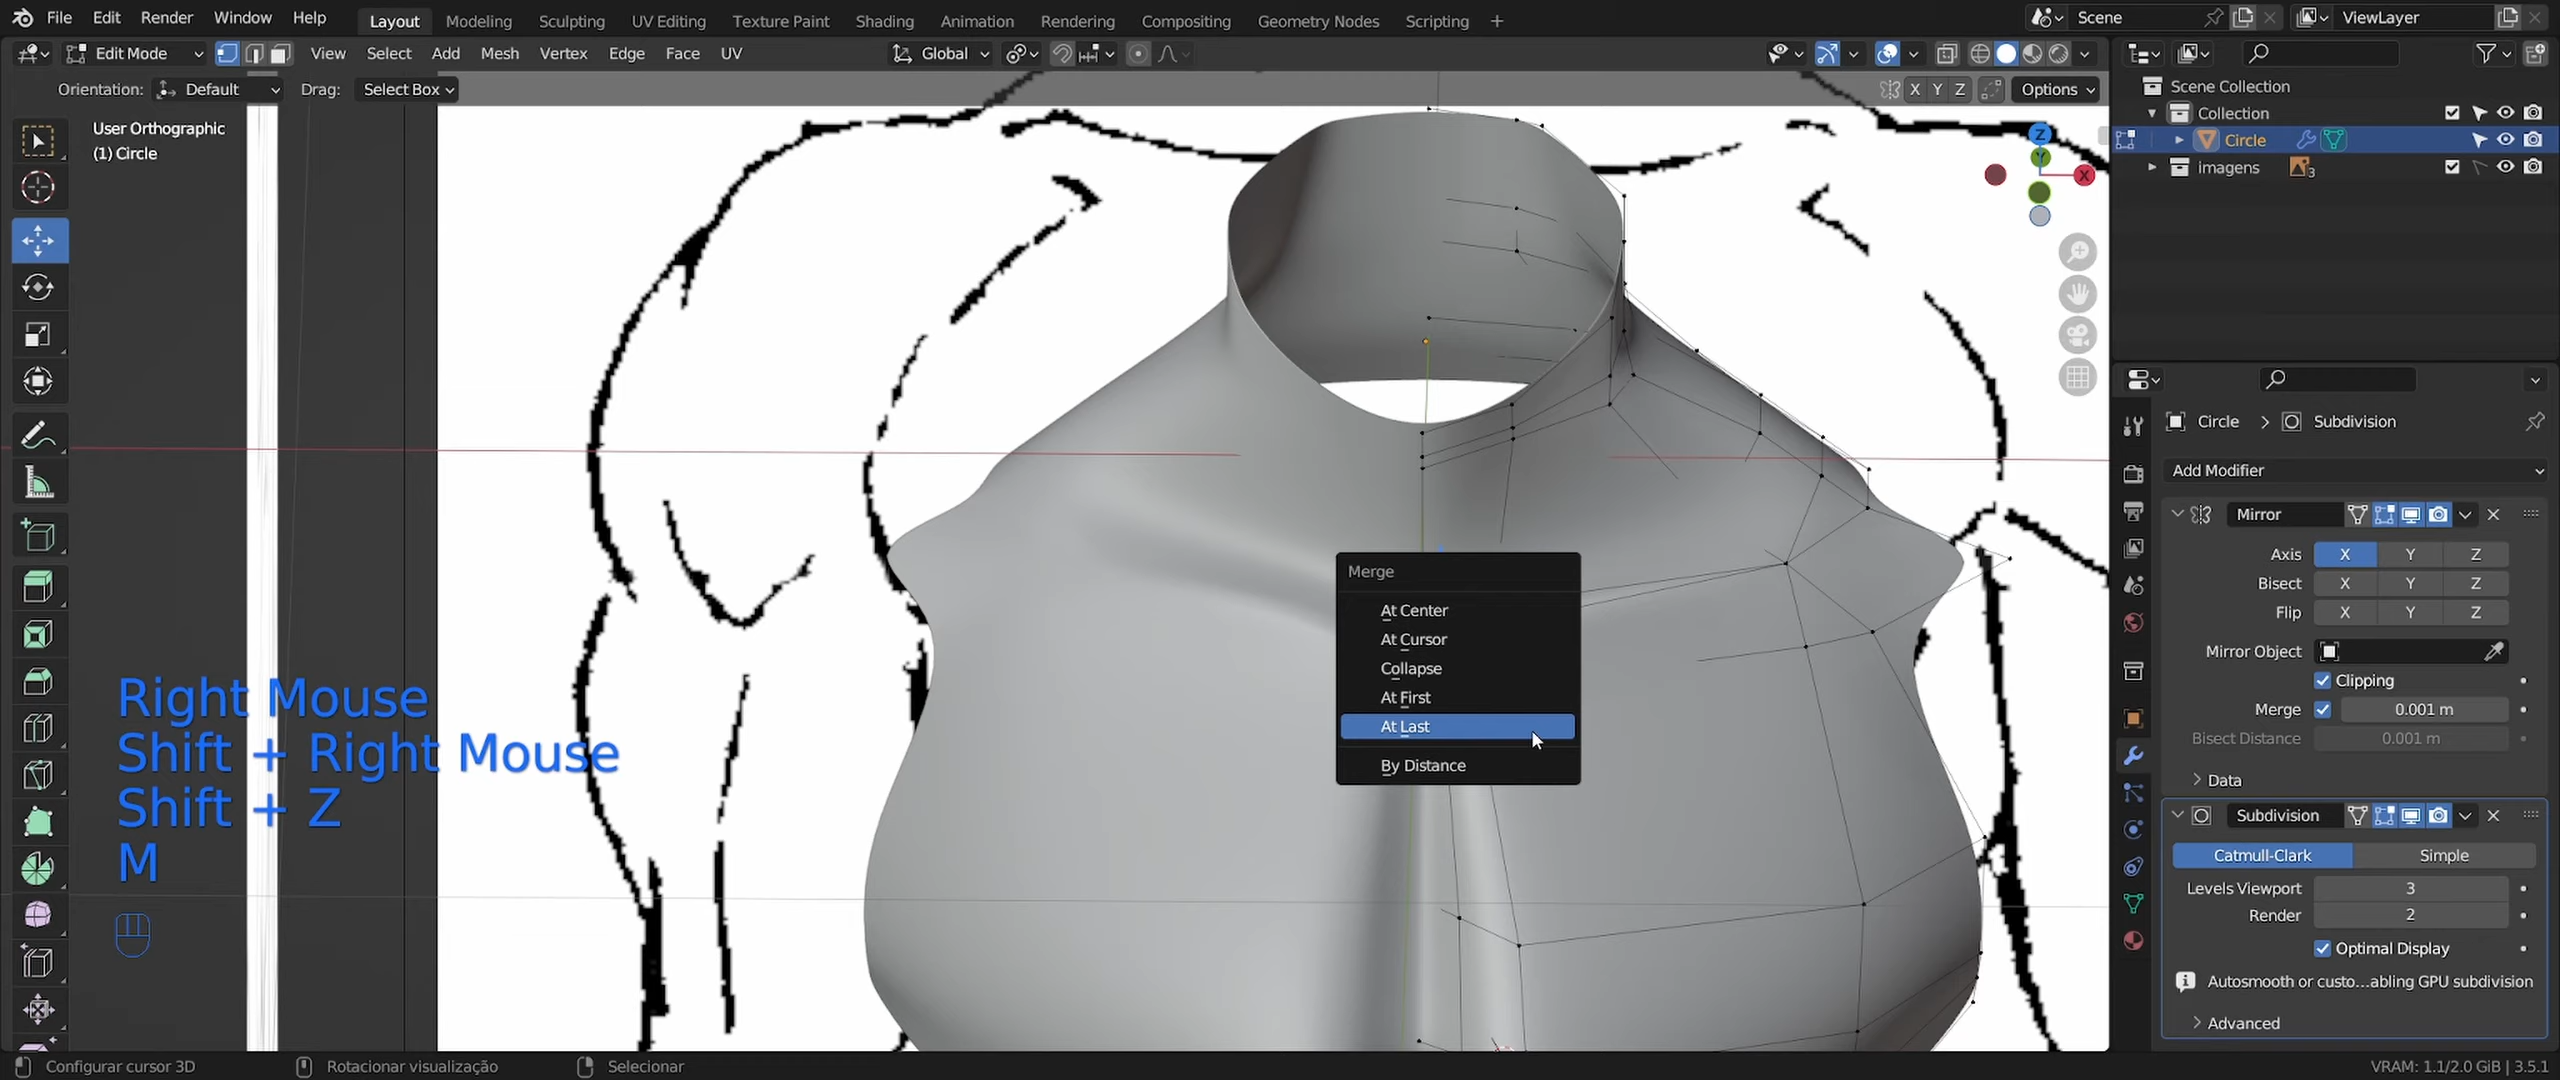 File Edit Render Window Help Layout Modeling Sculpting UV Editing Texture Paint Shading Animation Rendering Compositing Geometry Nodes Scripting + Scene ViewLayer
Edit Mode View Select Add Mesh Vertex Edge Face UV Global
Orientation: Default Drag: Select Box X Y Z Options
Scene Collection
Collection
Circle
imagens 3
User Orthographic
(1) Circle
Z
Y
X
Merge
At Center
At Cursor
Collapse
At First
At Last
By Distance
Right Mouse
Shift + Right Mouse
Shift + Z
M
Circle > Subdivision
Add Modifier
Mirror
Axis X Y Z
Bisect X Y Z
Flip X Y Z
Mirror Object
Clipping
Merge 0.001 m
Bisect Distance 0.001 m
Data
Subdivision
Catmull-Clark Simple
Levels Viewport 3
Render 2
Optimal Display
Autosmooth or custo...abling GPU subdivision
Advanced
Configurar cursor 3D Rotacionar visualização Selecionar VRAM: 1.1/2.0 GiB | 3.5.1